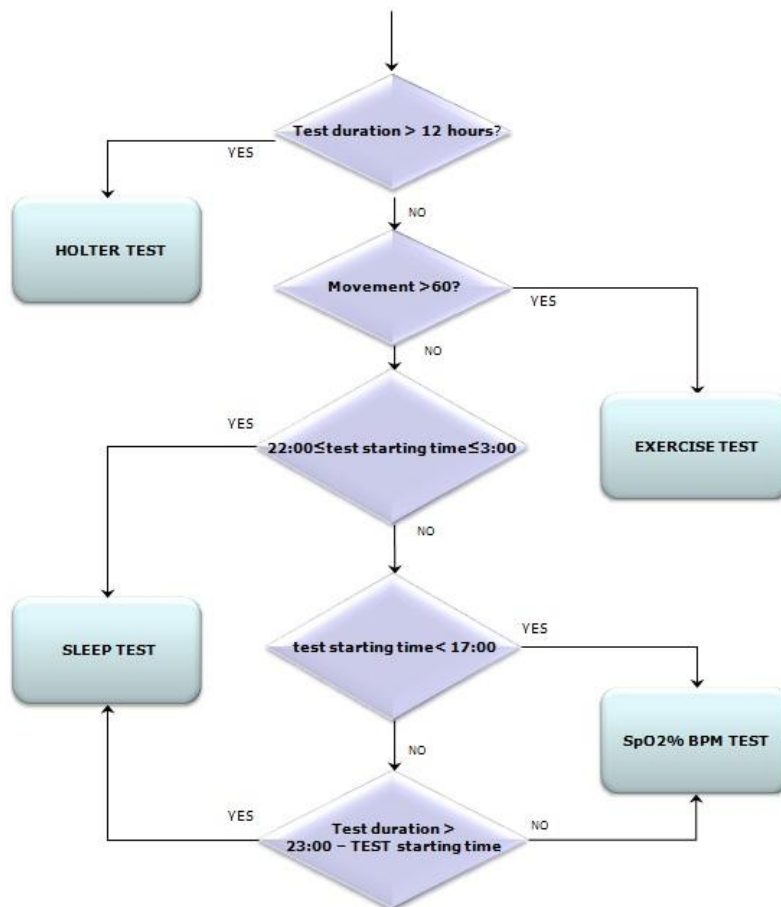 Test duration > 12 hours?
YES
NO
HOLTER TEST
Movement >60?
YES
NO
EXERCISE TEST
YES
22:00≤test starting time≤3:00
NO
SLEEP TEST
test starting time< 17:00
YES
NO
SpO2% BPM TEST
YES
Test duration >
23:00 – TEST starting time
NO